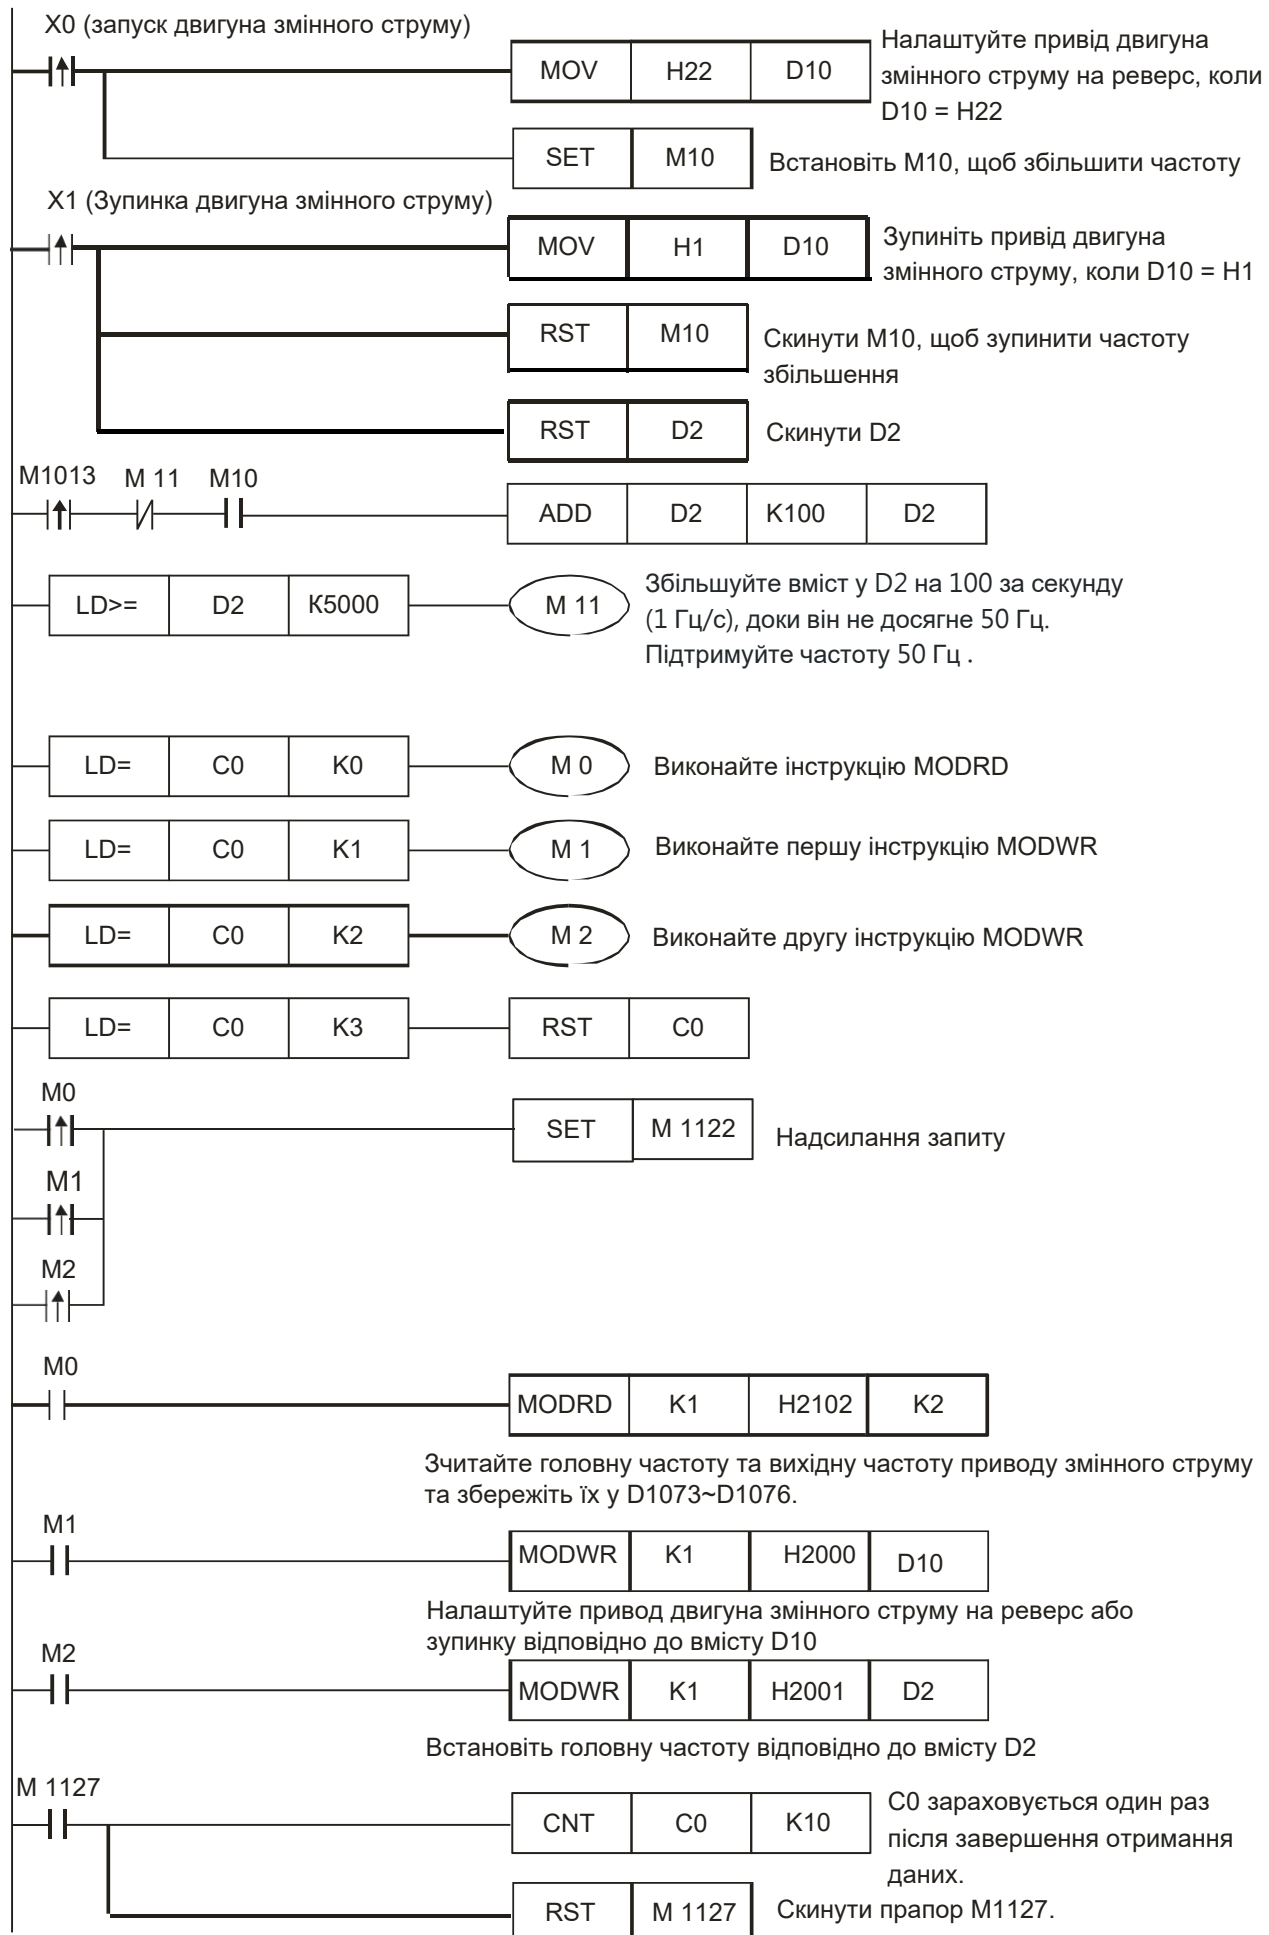 X0 (запуск двигуна змінного струму)
MOV H22 D10
Налаштуйте привід двигуна
змінного струму на реверс, коли
D10 = H22
SET M10
Встановіть M10, щоб збільшити частоту
X1 (Зупинка двигуна змінного струму)
MOV H1 D10
Зупиніть привід двигуна
змінного струму, коли D10 = H1
RST M10
Скинути M10, щоб зупинити частоту
збільшення
RST D2
Скинути D2
M1013 M 11 M10
ADD D2 K100 D2
LD>= D2 K5000 M 11
Збільшуйте вміст у D2 на 100 за секунду
(1 Гц/с), доки він не досягне 50 Гц.
Підтримуйте частоту 50 Гц .
LD= C0 K0 M 0 Виконайте інструкцію MODRD
LD= C0 K1 M 1 Виконайте першу інструкцію MODWR
LD= C0 K2 M 2 Виконайте другу інструкцію MODWR
LD= C0 K3 RST C0
M0
SET M 1122 Надсилання запиту
M1
M2
M0
MODRD K1 H2102 K2
Зчитайте головну частоту та вихідну частоту приводу змінного струму
та збережіть їх у D1073~D1076.
M1
MODWR K1 H2000 D10
Налаштуйте привод двигуна змінного струму на реверс або
зупинку відповідно до вмісту D10
M2
MODWR K1 H2001 D2
Встановіть головну частоту відповідно до вмісту D2
M 1127
CNT C0 K10
C0 зараховується один раз
після завершення отримання
даних.
RST M 1127 Скинути прапор M1127.